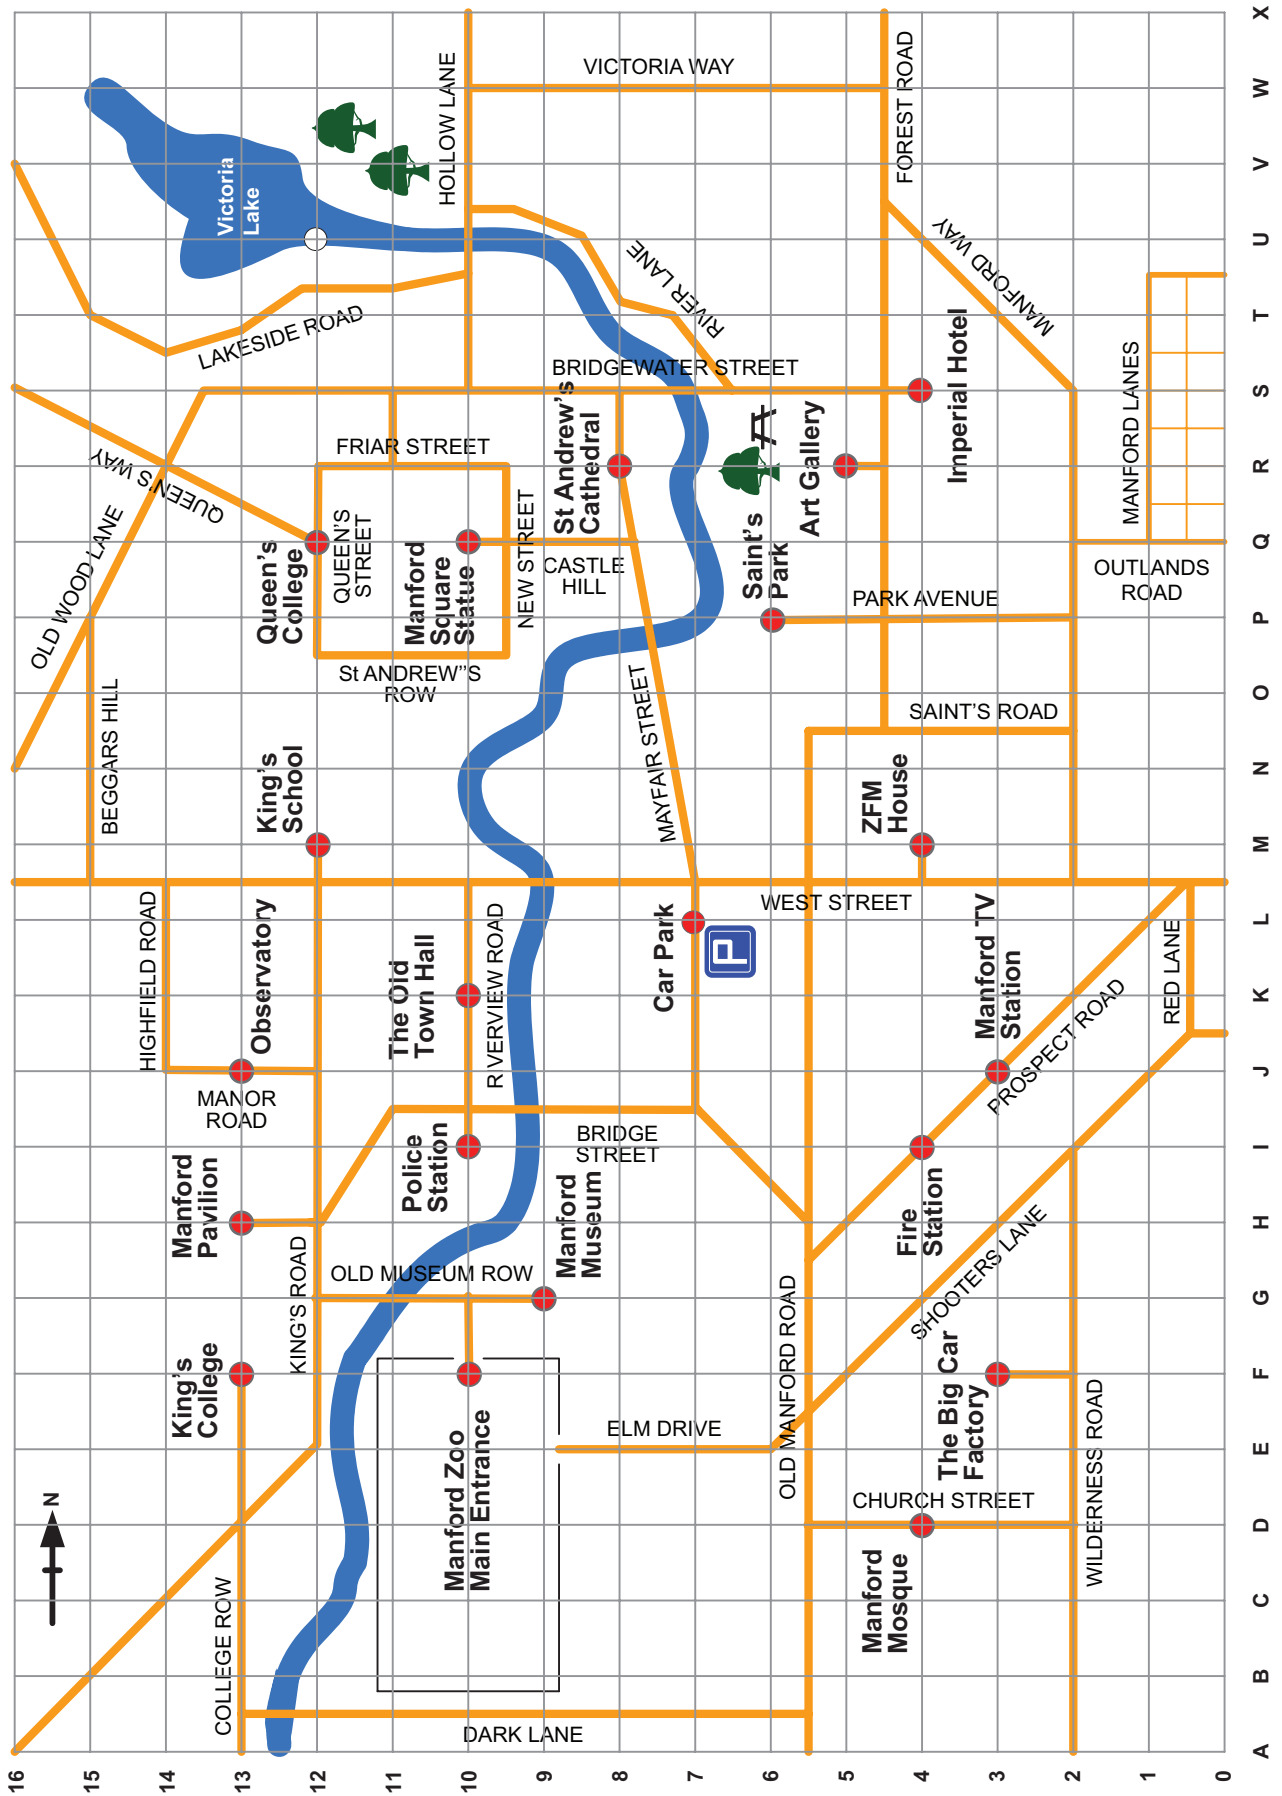 16
15
14
13
12
11
10
9
8
7
6
5
4
3
2
1
0
A
B
C
D
E
F
G
H
I
J
K
L
M
N
O
P
Q
R
S
T
U
V
W
X
N
COLLEGE ROW
DARK LANE
King's
College
KING'S ROAD
Manford
Pavilion
MANOR
ROAD
HIGHFIELD ROAD
Observatory
The Old
Town Hall
RIVERVIEW ROAD
Police
Station
BRIDGE
STREET
Manford
Museum
OLD MUSEUM ROW
Manford Zoo
Main Entrance
ELM DRIVE
OLD MANFORD ROAD
CHURCH STREET
Manford
Mosque
WILDERNESS ROAD
The Big Car
Factory
SHOOTERS LANE
Fire
Station
PROSPECT ROAD
Manford TV
Station
RED LANE
Car Park
P
WEST STREET
ZFM
House
SAINT'S ROAD
MAYFAIR STREET
King's
School
BEGGARS HILL
OLD WOOD LANE
QUEEN'S WAY
Queen's
College
QUEEN'S
STREET
St ANDREW''S
ROW
Manford
Square
Statue
NEW STREET
FRIAR STREET
CASTLE
HILL
St Andrew's
Cathedral
Saint's
Park
PARK AVENUE
Art Gallery
Imperial Hotel
OUTLANDS
ROAD
MANFORD LANES
MANFORD WAY
BRIDGEWATER STREET
RIVER LANE
LAKESIDE ROAD
Victoria
Lake
HOLLOW LANE
VICTORIA WAY
FOREST ROAD